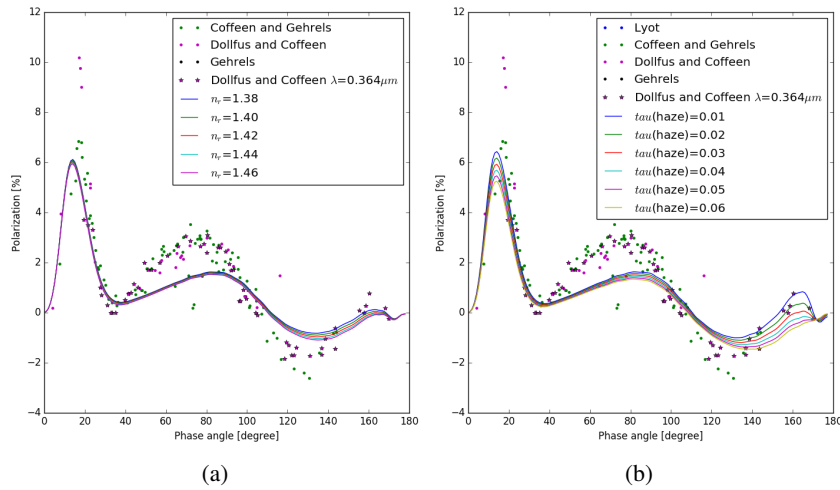 12
10
8
6
4
2
0
−2
−4
Polarization [%]
0 20 40 60 80 100 120 140 160 180
Phase angle [degree]
Coffeen and Gehrels
Dollfus and Coffeen
Gehrels
Dollfus and Coffeen λ=0.364μm
n_r=1.38
n_r=1.40
n_r=1.42
n_r=1.44
n_r=1.46
(a)
12
10
8
6
4
2
0
−2
−4
Polarization [%]
0 20 40 60 80 100 120 140 160 180
Phase angle [degree]
Lyot
Coffeen and Gehrels
Dollfus and Coffeen
Gehrels
Dollfus and Coffeen λ=0.364μm
tau(haze)=0.01
tau(haze)=0.02
tau(haze)=0.03
tau(haze)=0.04
tau(haze)=0.05
tau(haze)=0.06
(b)